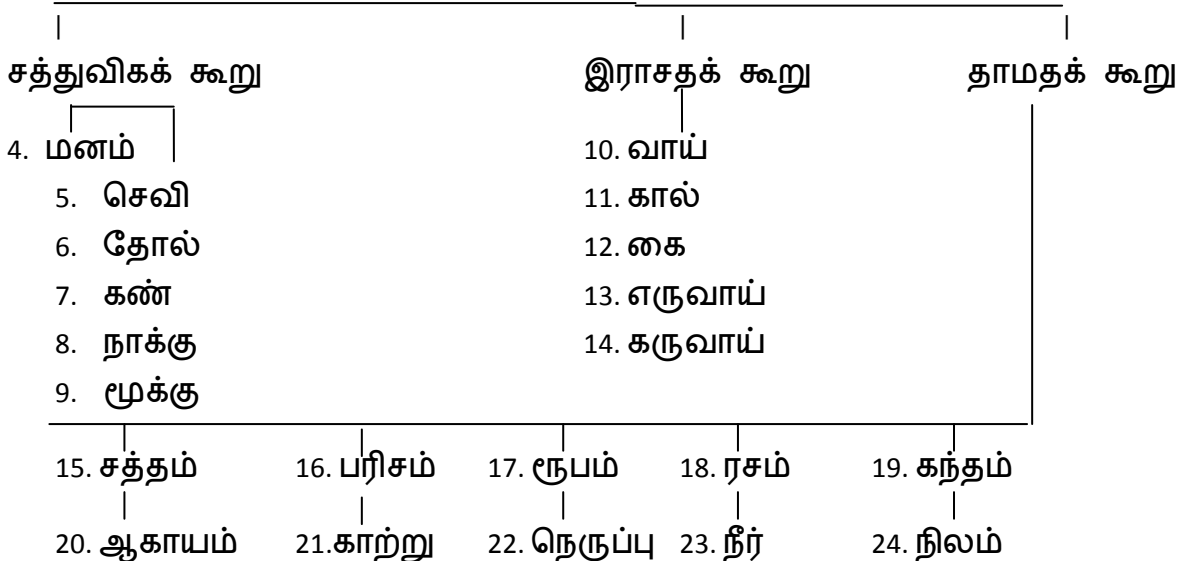 சத்துவிகக் கூறு இராசதக் கூறு தாமதக் கூறு
4. மனம் 10. வாய்
5. செவி 11. கால்
6. தோல் 12. கை
7. கண் 13. எருவாய்
8. நாக்கு 14. கருவாய்
9. மூக்கு
15. சத்தம் 16. பரிசம் 17. ரூபம் 18. ரசம் 19. கந்தம்
20. ஆகாயம் 21.காற்று 22. நெருப்பு 23. நீர் 24. நிலம்